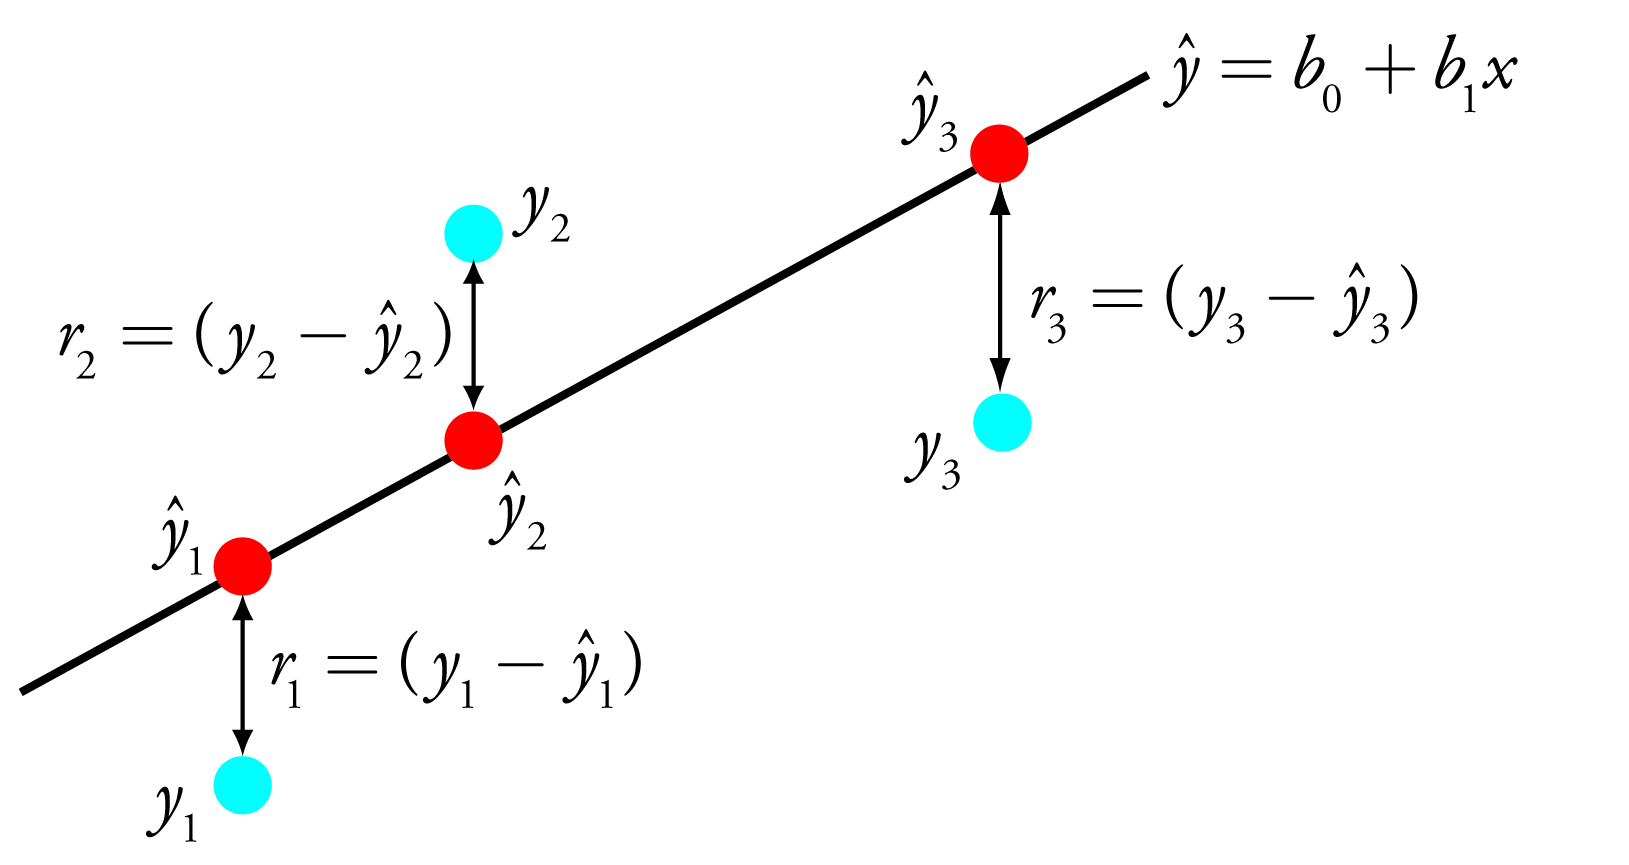 ŷ = b₀ + b₁x
ŷ₃
y₂
r₂ = (y₂ − ŷ₂)
r₃ = (y₃ − ŷ₃)
y₃
ŷ₂
ŷ₁
r₁ = (y₁ − ŷ₁)
y₁